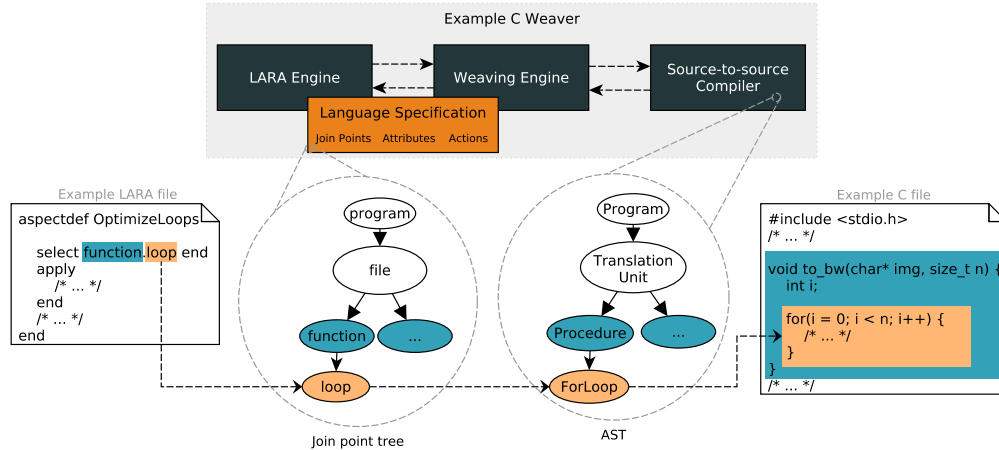 Example C Weaver
LARA Engine
Weaving Engine
Source-to-source
Compiler
Language Specification
Join Points Attributes Actions
Example LARA file
aspectdef OptimizeLoops
select function.loop end
apply
/* ... */
end
/* ... */
end
program
file
function
...
loop
Join point tree
Program
Translation
Unit
Procedure
...
ForLoop
AST
Example C file
#include <stdio.h>
/* ... */
void to_bw(char* img, size_t n) {
int i;
for(i = 0; i < n; i++) {
/* ... */
}
}
/* ... */